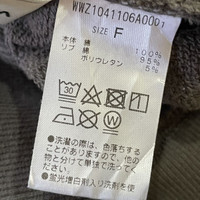 WWZ1041106A00D1
SIZE F
本体 綿 100%
リブ 綿 95%
ポリウレタン 5%
30
P
W
●洗濯の際は、色落ちする
ことがありますので、他の
物と分けて単独で洗ってく
ださい。
●蛍光増白剤入り洗剤を使